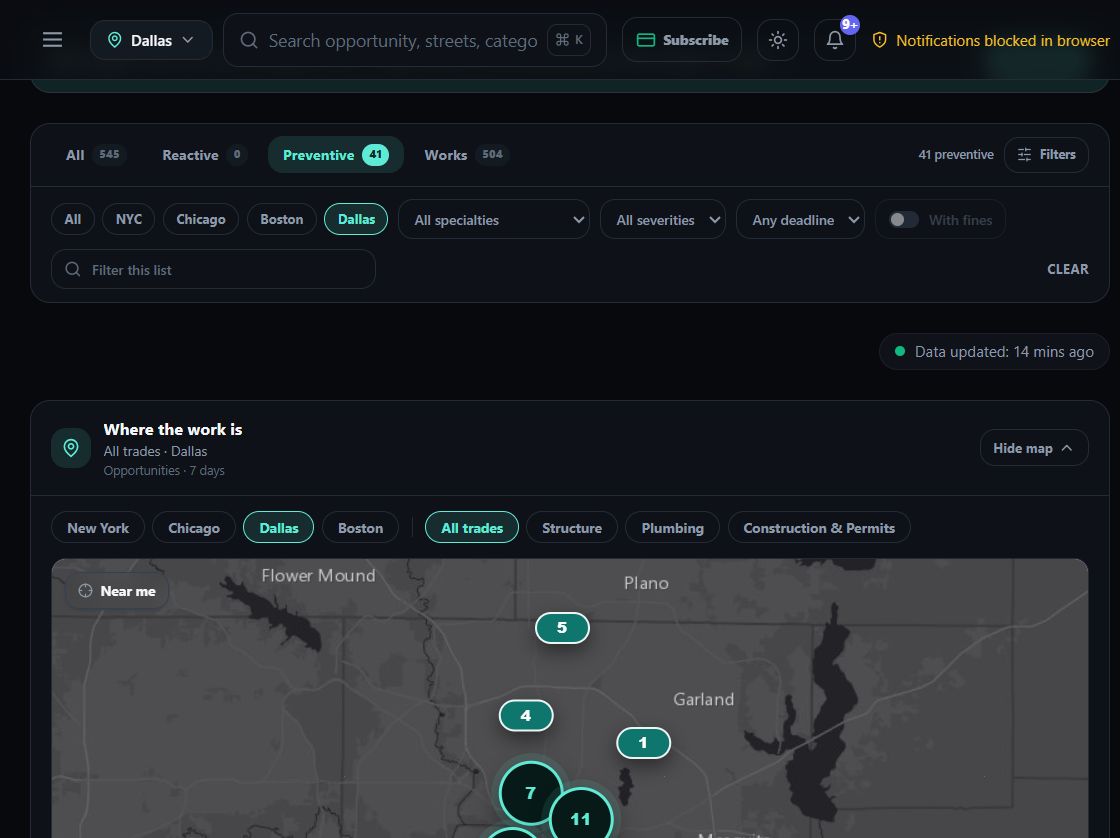 Dallas
Search opportunity, streets, catego
⌘ K
Subscribe
9+
Notifications blocked in browser
All 545
Reactive 0
Preventive 41
Works 504
41 preventive
Filters
All
NYC
Chicago
Boston
Dallas
All specialties
All severities
Any deadline
With fines
Filter this list
CLEAR
Data updated: 14 mins ago
Where the work is
All trades · Dallas
Opportunities · 7 days
Hide map
New York
Chicago
Dallas
Boston
All trades
Structure
Plumbing
Construction & Permits
Flower Mound
Plano
Near me
5
Garland
4
1
7
11